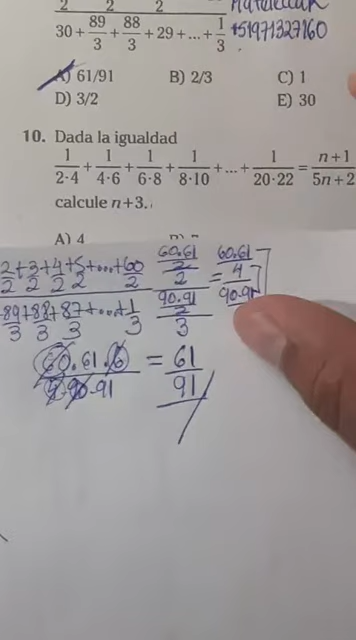 2 2 2
30 + 89/3 + 88/3 + 29 + ... + 1/3 +51971327160
A) 61/91 B) 2/3 C) 1
D) 3/2 E) 30
10. Dada la igualdad
1/2·4 + 1/4·6 + 1/6·8 + 1/8·10 + ... + 1/20·22 = n+1/5n+2
calcule n+3.
A) 4
2/2 + 3/2 + 4/2 + 5/2 + ... + 60/2 60.61/2/2 = 60.61/4
89/3 + 88/3 + 87/3 + ... + 1/3 90.91/2/3 90.91
60.61.6 = 61/91
90.91